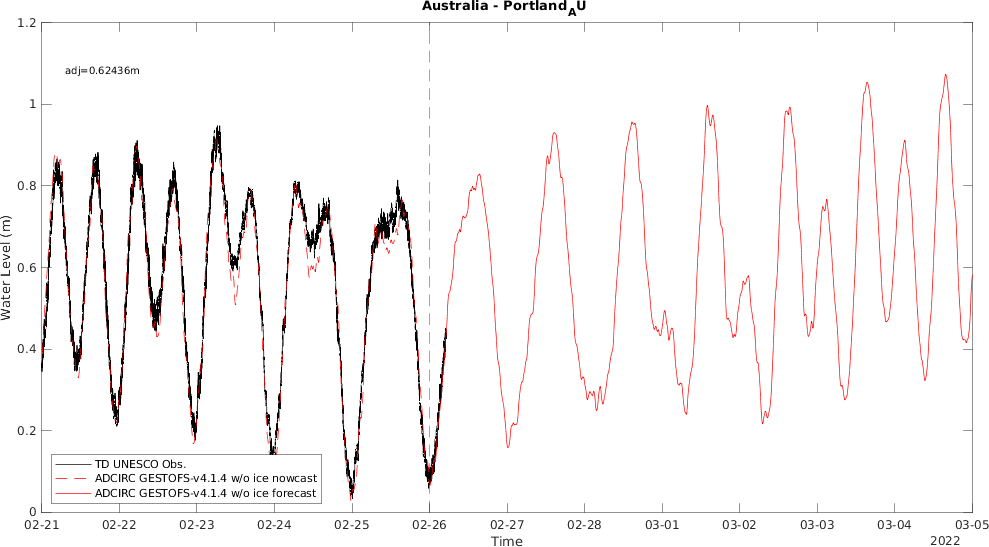 Australia - Portland_AU
1.2
adj=0.62436m
1
0.8
0.6
0.4
0.2
0
Water Level (m)
TD UNESCO Obs.
ADCIRC GESTOFS-v4.1.4 w/o ice nowcast
ADCIRC GESTOFS-v4.1.4 w/o ice forecast
02-21 02-22 02-23 02-24 02-25 02-26 02-27 02-28 03-01 03-02 03-03 03-04 03-05
Time
2022